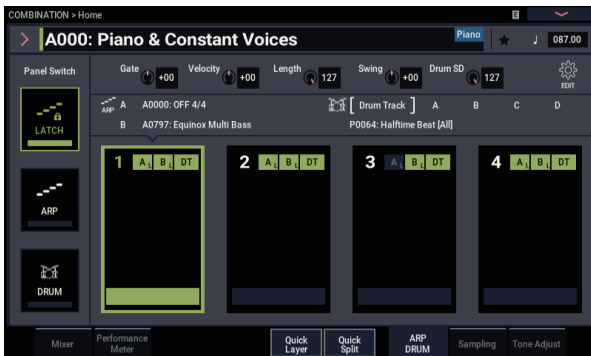 COMBINATION > Home
E
A000: Piano & Constant Voices
Piano
♩ 087.00
Panel Switch
Gate +00 Velocity +00 Length 127 Swing +00 Drum SD 127
EDIT
ARP A A0000: OFF 4/4 [ Drum Track ] A B C D
B A0797: Equinox Multi Bass P0064: Halftime Beat [All]
LATCH
1 A L B L DT 2 A L B L DT 3 A L B L DT 4 A L B L DT
ARP
DRUM
Mixer Performance Meter Quick Layer Quick Split ARP DRUM Sampling Tone Adjust